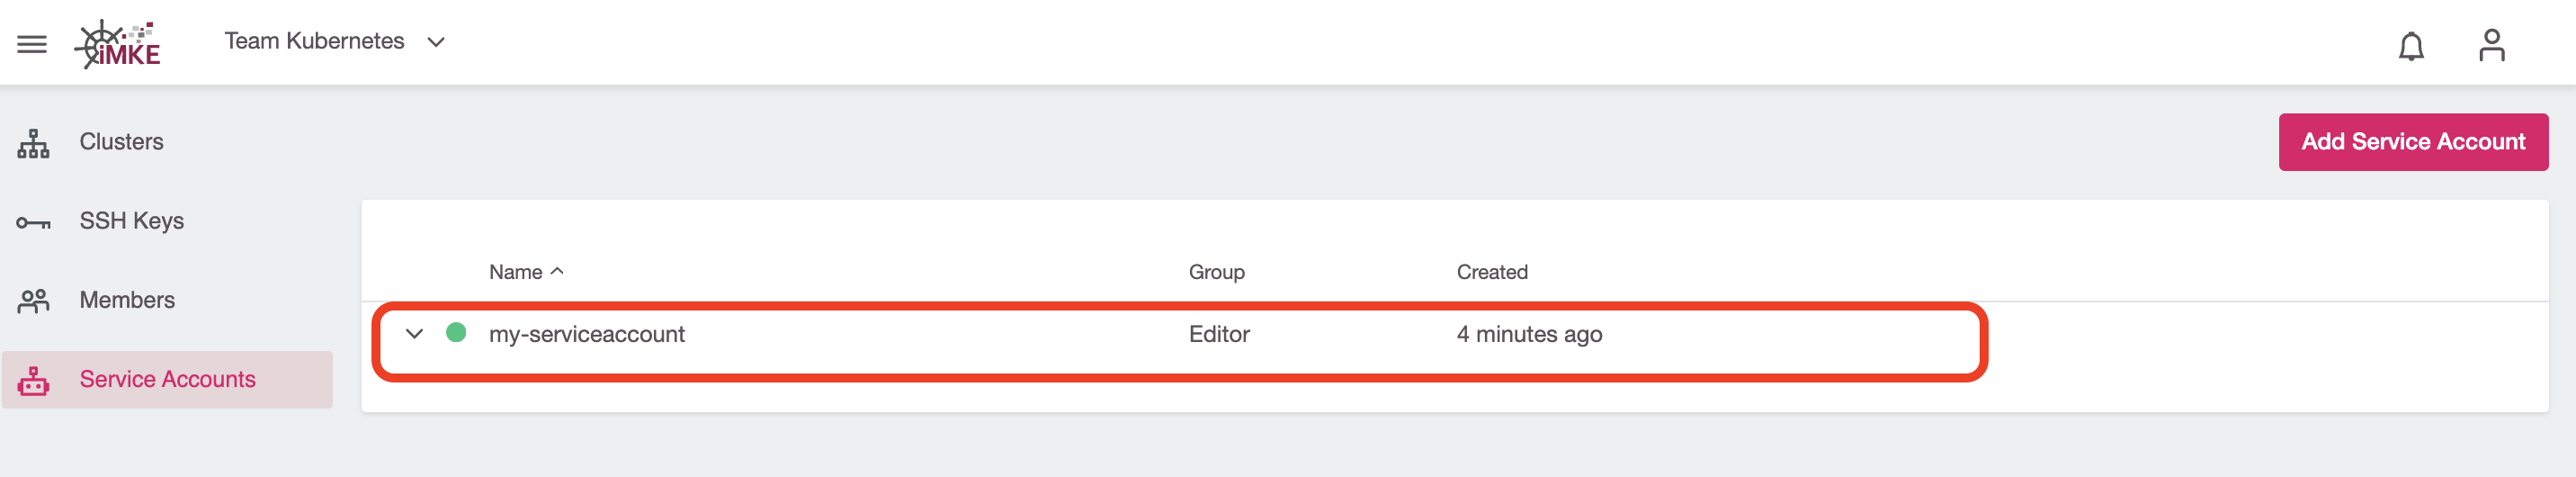 iMKE
Team Kubernetes
Clusters
Add Service Account
SSH Keys
Members
Service Accounts
Name Group Created
my-serviceaccount Editor 4 minutes ago